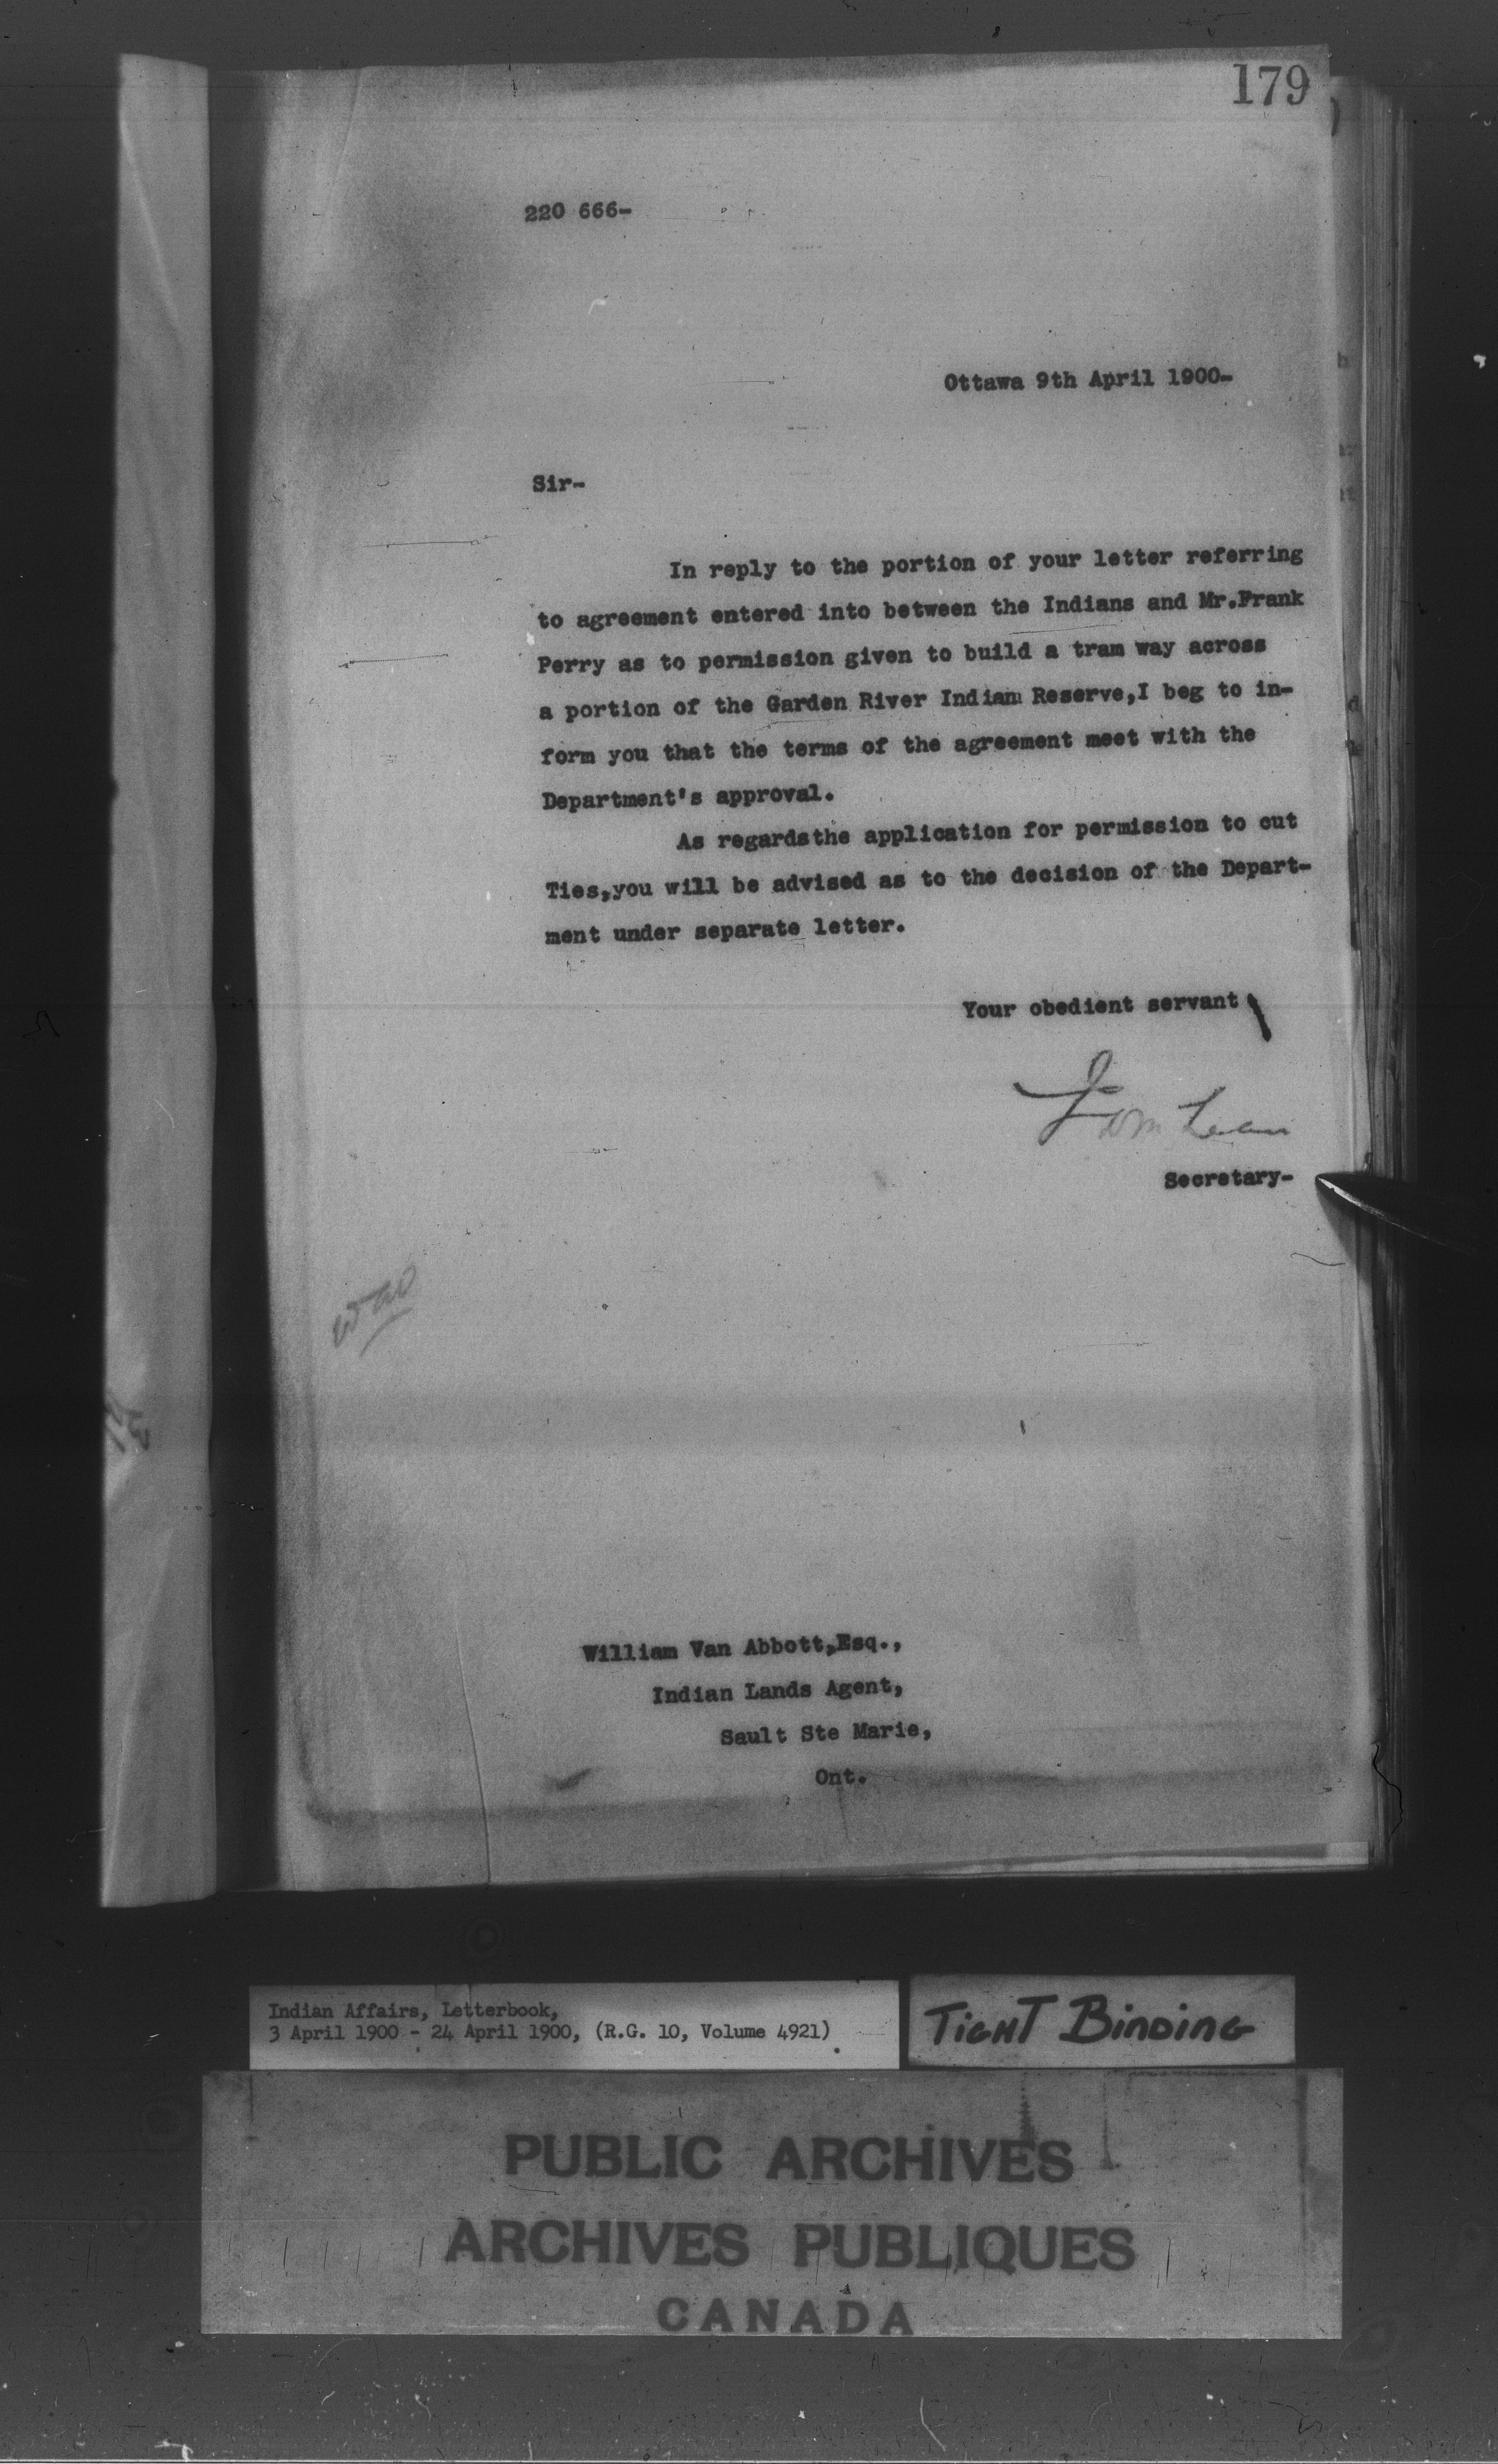 179
220 666-
Ottawa 9th April 1900-
Sir-
In reply to the portion of your letter referring
to agreement entered into between the Indians and Mr.Frank
Perry as to permission given to build a tram way across
a portion of the Garden River Indian Reserve,I beg to in-
form you that the terms of the agreement meet with the
Department's approval.
As regardsthe application for permission to cut
Ties,you will be advised as to the decision of the Depart-
ment under separate letter.
Your obedient servant
Lean
Secretary-
William Van Abbott,Esq.,
Indian Lands Agent,
Sault Ste Marie,
Ont.
Indian Affairs, Letterbook,
3 April 1900 - 24 April 1900, (R.G. 10, Volume 4921)
TIGHT BINDING
PUBLIC ARCHIVES
ARCHIVES PUBLIQUES
CANADA